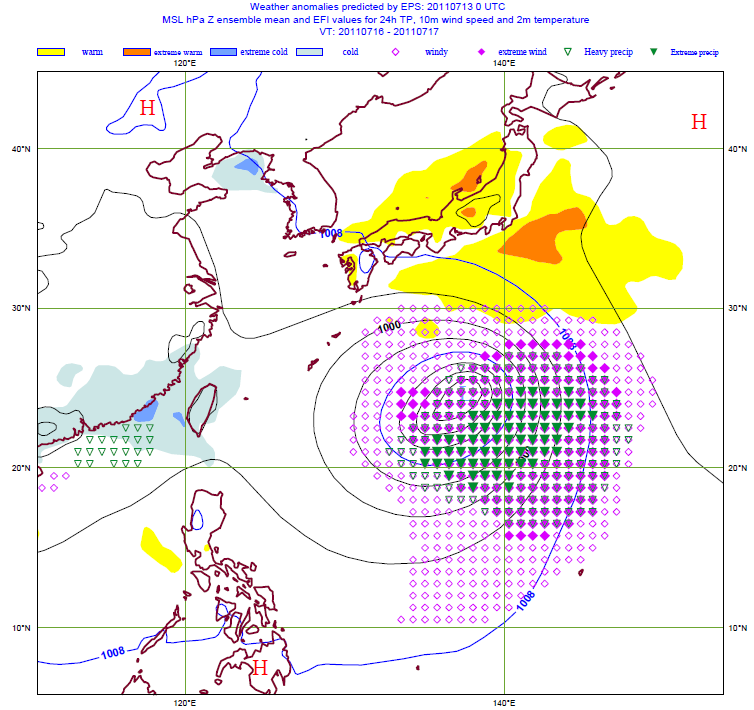 Weather anomalies predicted by EPS: 20110713 0 UTC
MSL hPa Z ensemble mean and EFI values for 24h TP, 10m wind speed and 2m temperature
VT: 20110716 - 20110717
warm extreme warm extreme cold cold windy extreme wind Heavy precip Extreme precip
120°E 140°E
H H
40°N 40°N
1008
30°N 30°N
1000
1008
20°N 20°N
1008
10°N 10°N
1008
H
120°E 140°E